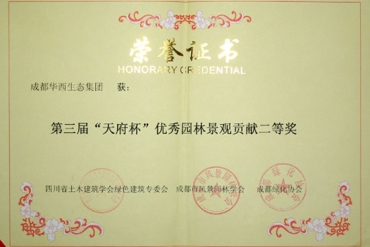 荣誉证书
HONORARY CREDENTIAL
成都华西生态集团 获：
第三届“天府杯”优秀园林景观贡献二等奖
四川省土木建筑学会绿色建筑专委会 成都市风景园林学会 成都绿化协会